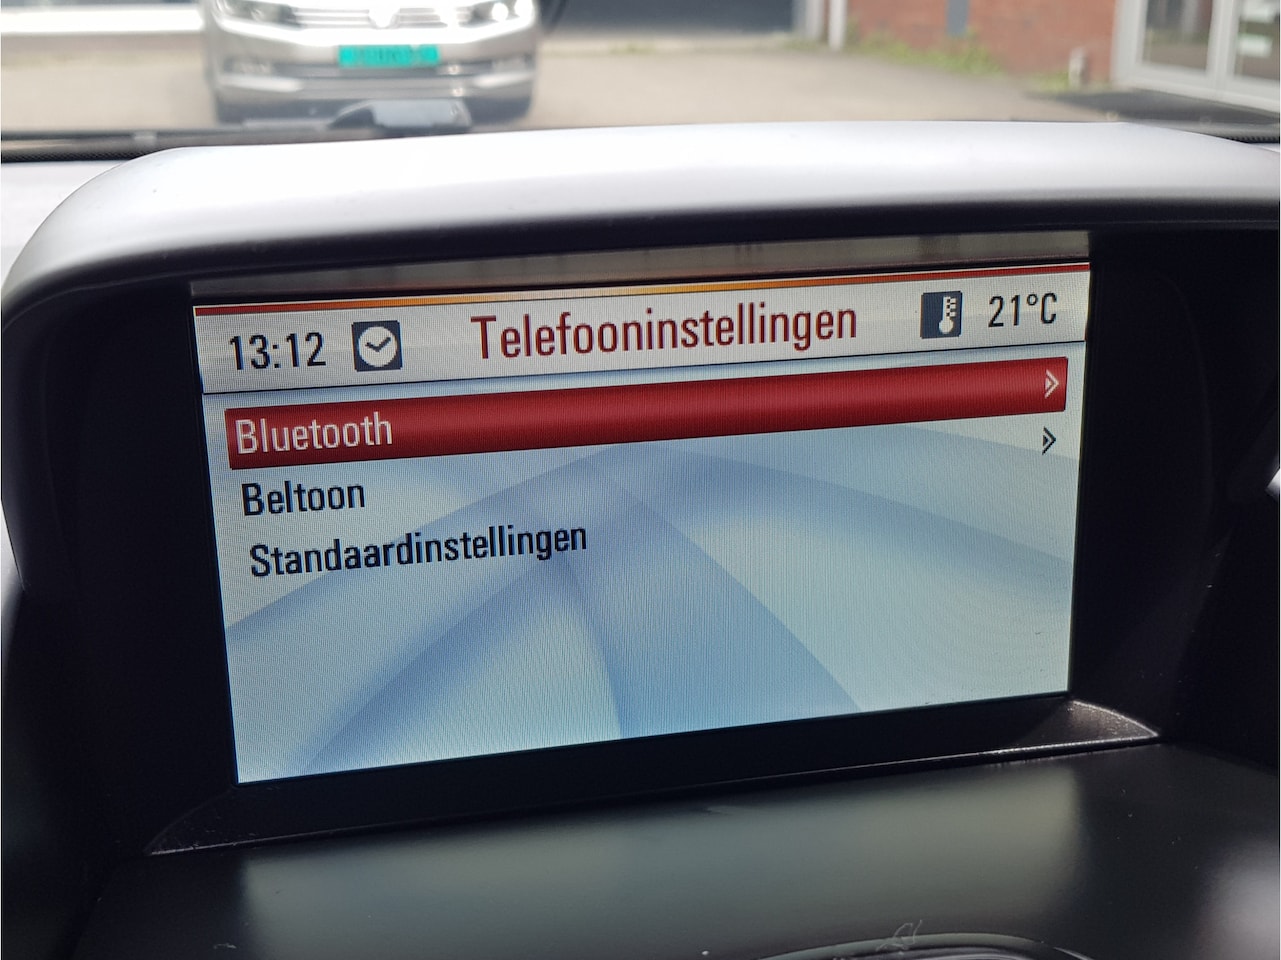 13:12 Telefooninstellingen 21°C
Bluetooth
Beltoon
Standaardinstellingen